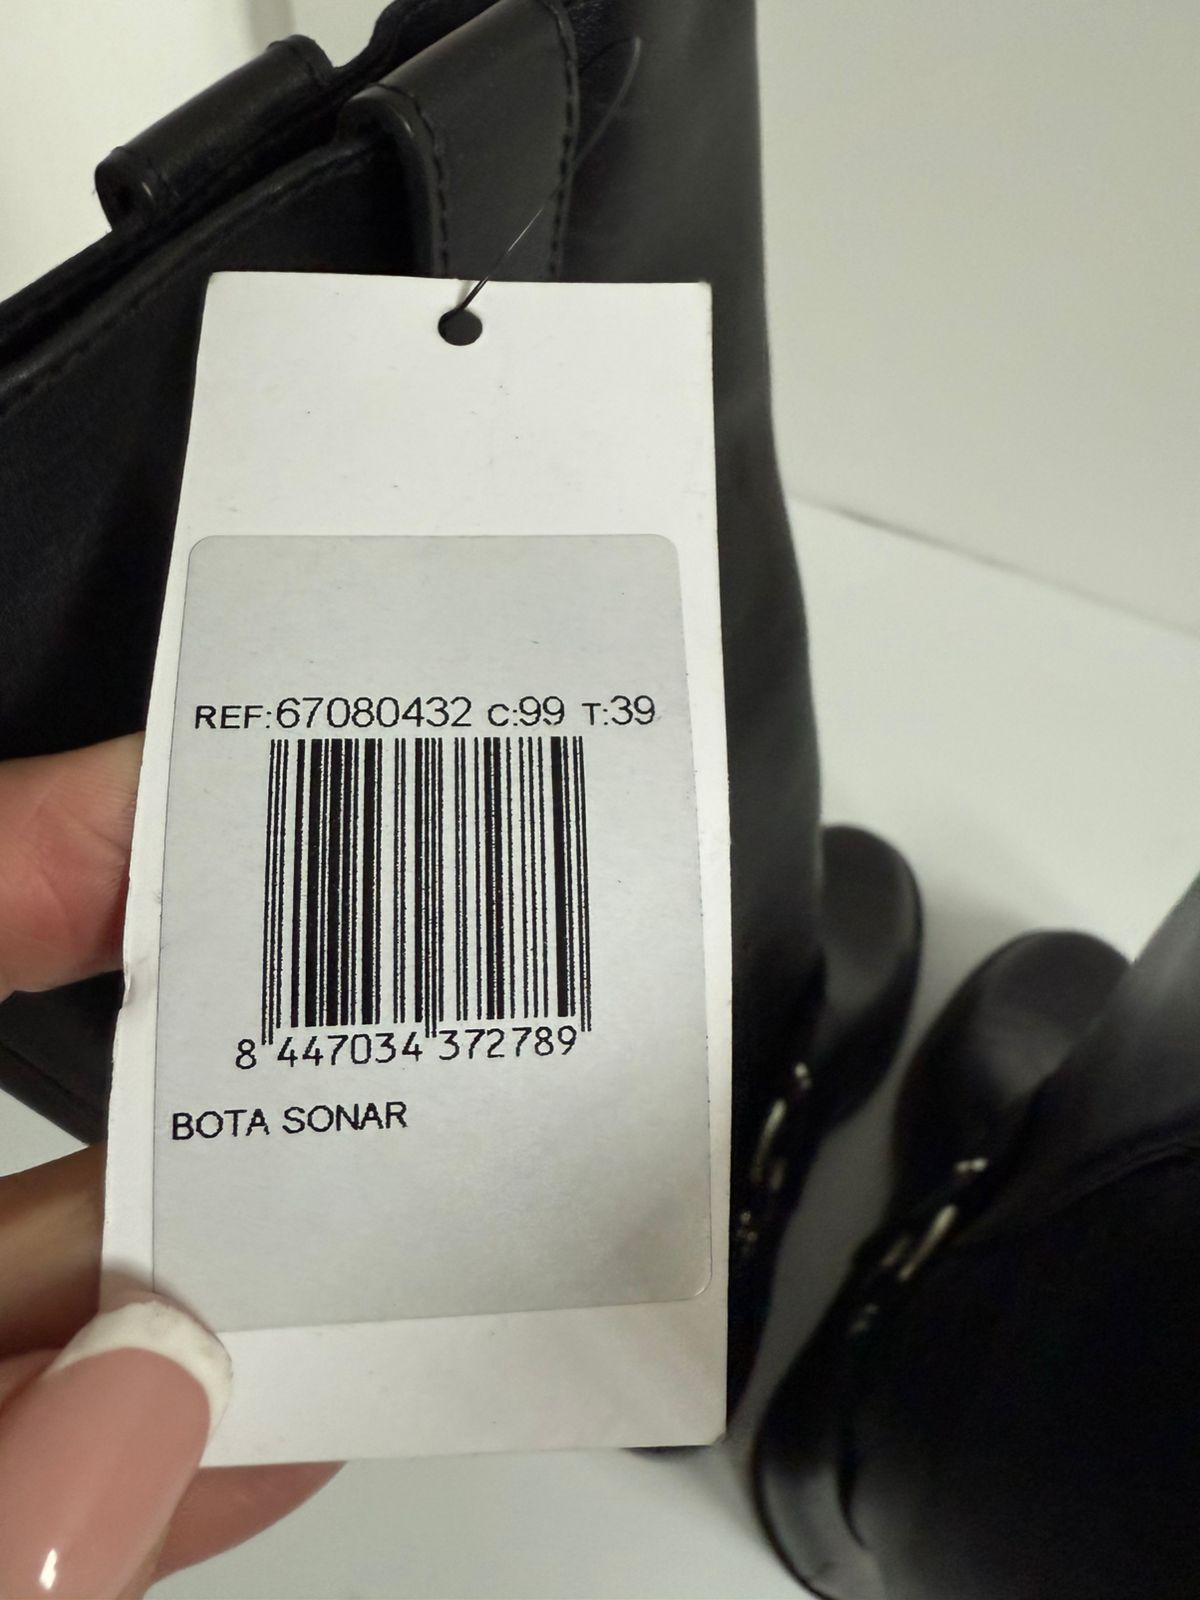 REF:67080432 C:99 T:39
8 447034 372789
BOTA SONAR